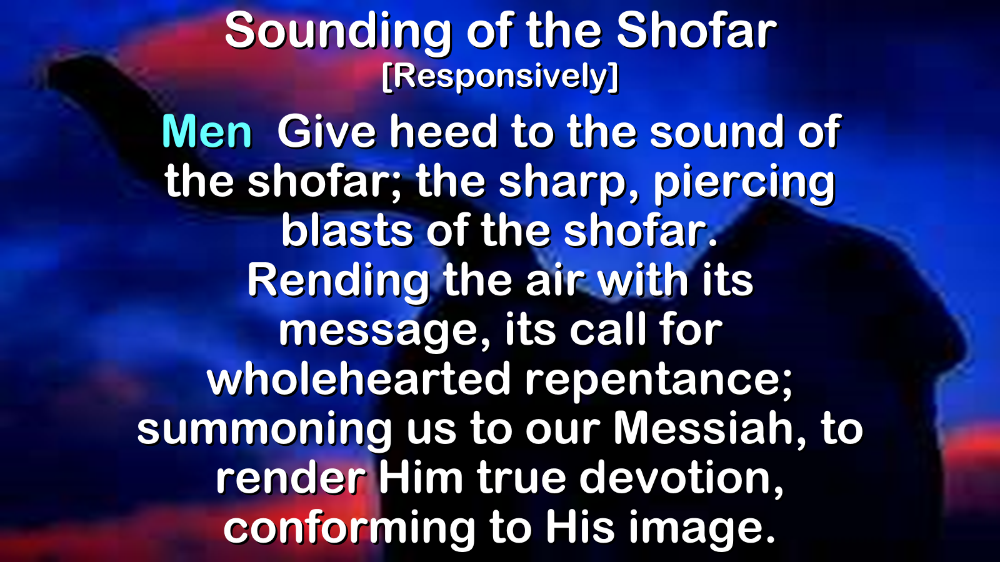 Sounding of the Shofar
[Responsively]
Men Give heed to the sound of
the shofar; the sharp, piercing
blasts of the shofar.
Rending the air with its
message, its call for
wholehearted repentance;
summoning us to our Messiah, to
render Him true devotion,
conforming to His image.